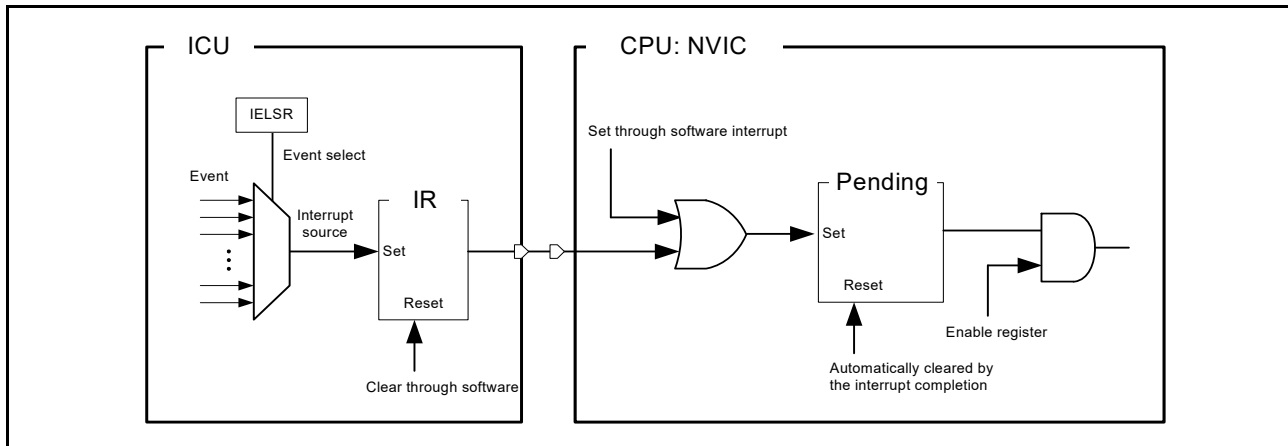 ICU
CPU: NVIC
IELSR
Event select
Event
Interrupt
source
IR
Set
Reset
Clear through software
Set through software interrupt
Pending
Set
Reset
Enable register
Automatically cleared by
the interrupt completion